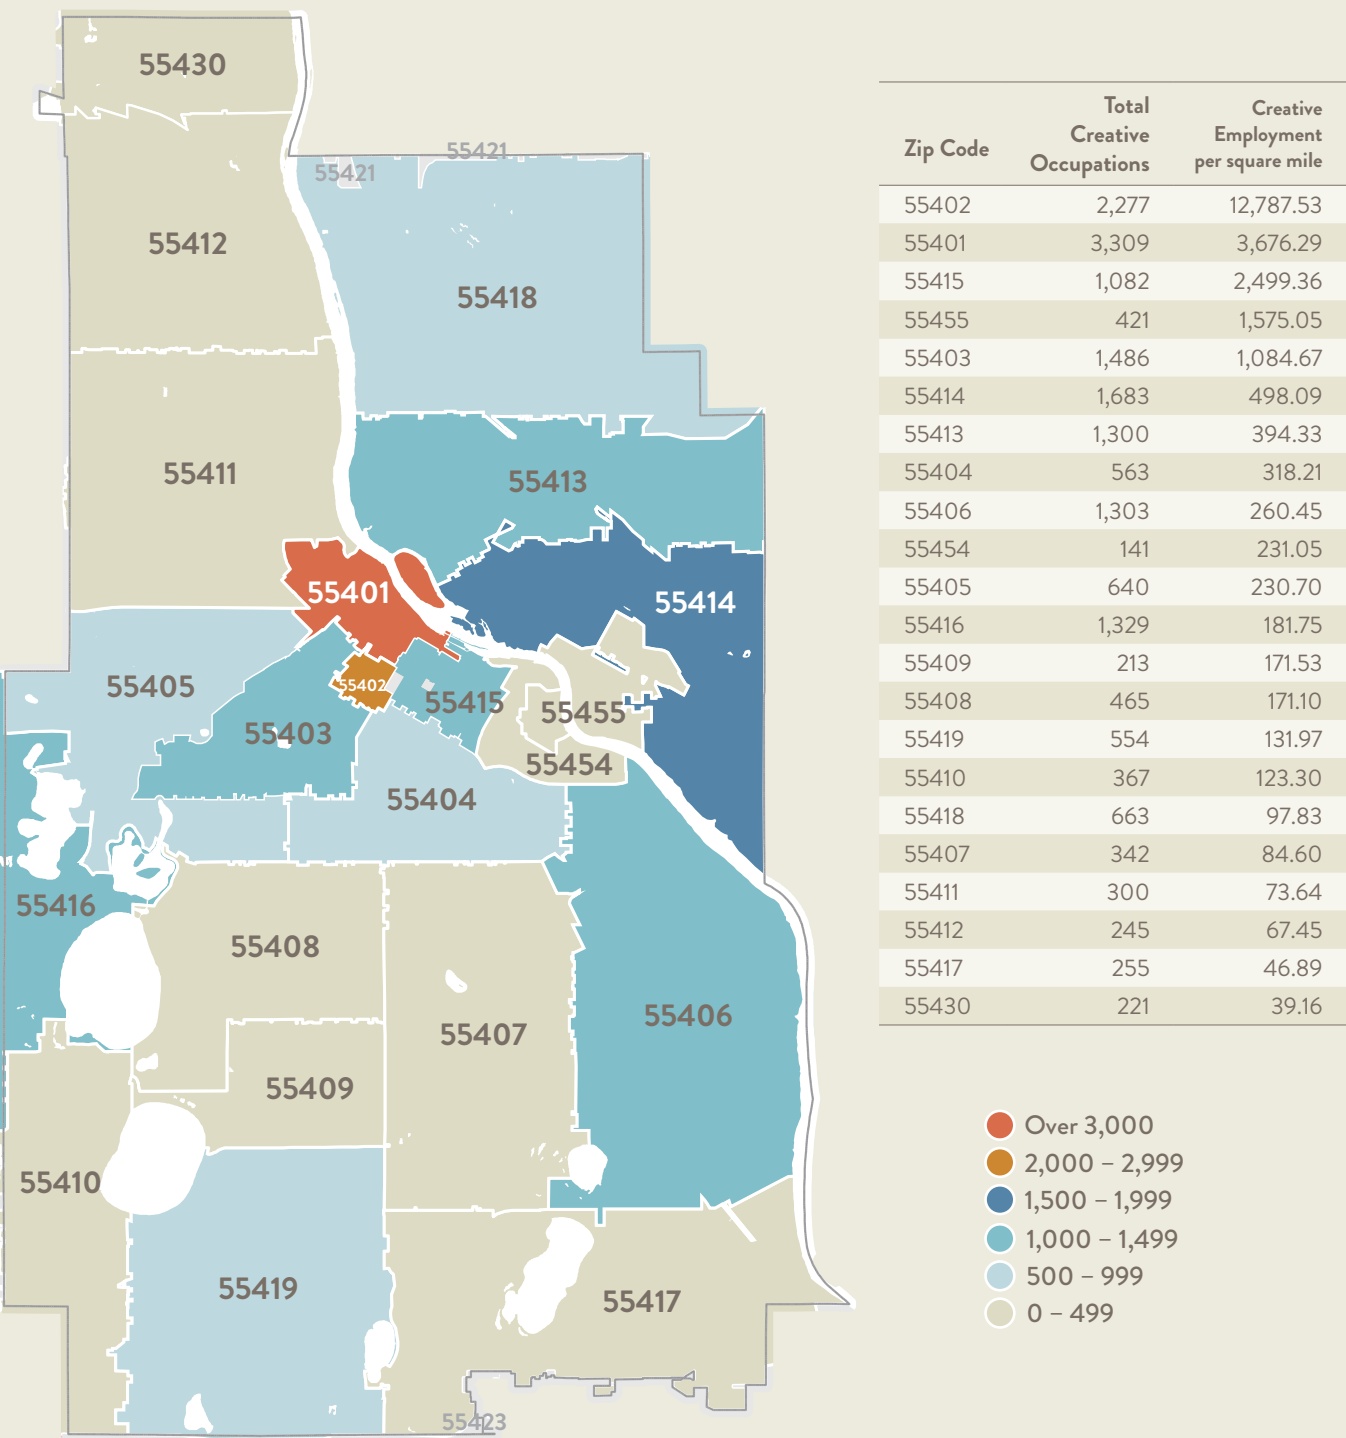 55430
55421
55421
55412
55418
55411
55413
55401
55414
55405
55402
55415
55455
55403
55454
55404
55416
55408
55406
55407
55409
55410
55419
55417
55423
Zip Code Total Creative Occupations Creative Employment per square mile
55402 2,277 12,787.53
55401 3,309 3,676.29
55415 1,082 2,499.36
55455 421 1,575.05
55403 1,486 1,084.67
55414 1,683 498.09
55413 1,300 394.33
55404 563 318.21
55406 1,303 260.45
55454 141 231.05
55405 640 230.70
55416 1,329 181.75
55409 213 171.53
55408 465 171.10
55419 554 131.97
55410 367 123.30
55418 663 97.83
55407 342 84.60
55411 300 73.64
55412 245 67.45
55417 255 46.89
55430 221 39.16
Over 3,000
2,000 – 2,999
1,500 – 1,999
1,000 – 1,499
500 – 999
0 – 499